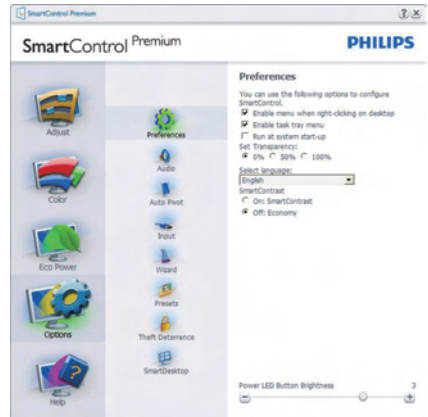 SmartControl Premium
SmartControl Premium
PHILIPS
Adjust
Color
Eco Power
Options
Help
Preferences
Audio
Auto Pivot
Input
Wizard
Presets
Theft Deterrence
SmartDesktop
Preferences
You can use the following options to configure
SmartControl.
Enable menu when right-clicking on desktop
Enable task tray menu
Run at system start-up
Set Transparency:
0% 50% 100%
Select language:
English
SmartContrast
On: SmartContrast
Off: Economy
Power LED Button Brightness 3